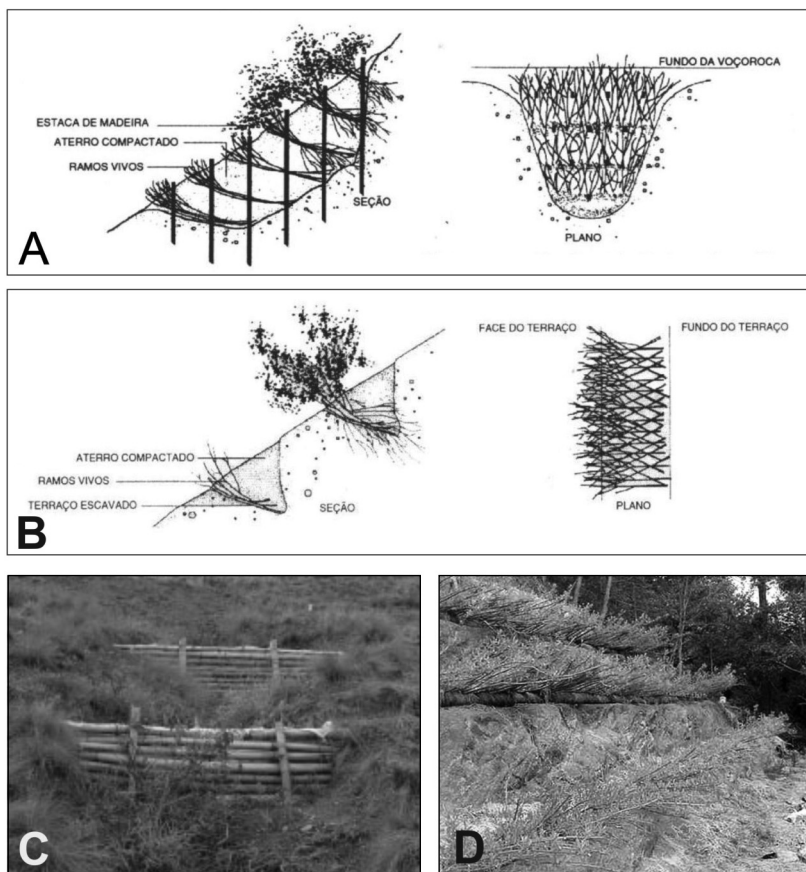 ESTACA DE MADEIRA
ATERRO COMPACTADO
RAMOS VIVOS
SEÇÃO
FUNDO DA VOÇOROCA
PLANO
A
ATERRO COMPACTADO
RAMOS VIVOS
TERRAÇO ESCAVADO
SEÇÃO
FACE DO TERRAÇO
FUNDO DO TERRAÇO
PLANO
B
C
D